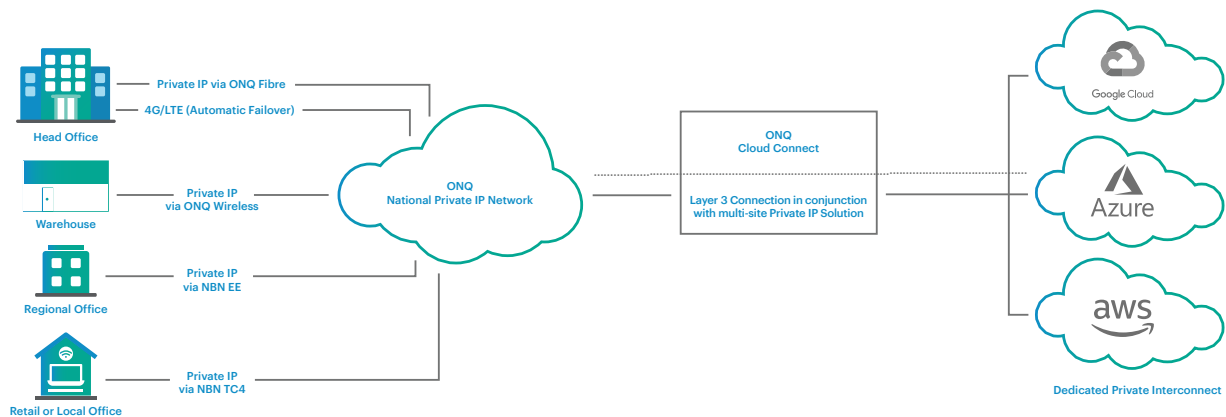 Private IP via ONQ Fibre
4G/LTE (Automatic Failover)
Head Office
Private IP
via ONQ Wireless
Warehouse
Private IP
via NBN EE
Regional Office
Private IP
via NBN TC4
Retail or Local Office
ONQ
National Private IP Network
ONQ
Cloud Connect
Layer 3 Connection in conjunction
with multi-site Private IP Solution
Google Cloud
Azure
aws
Dedicated Private Interconnect